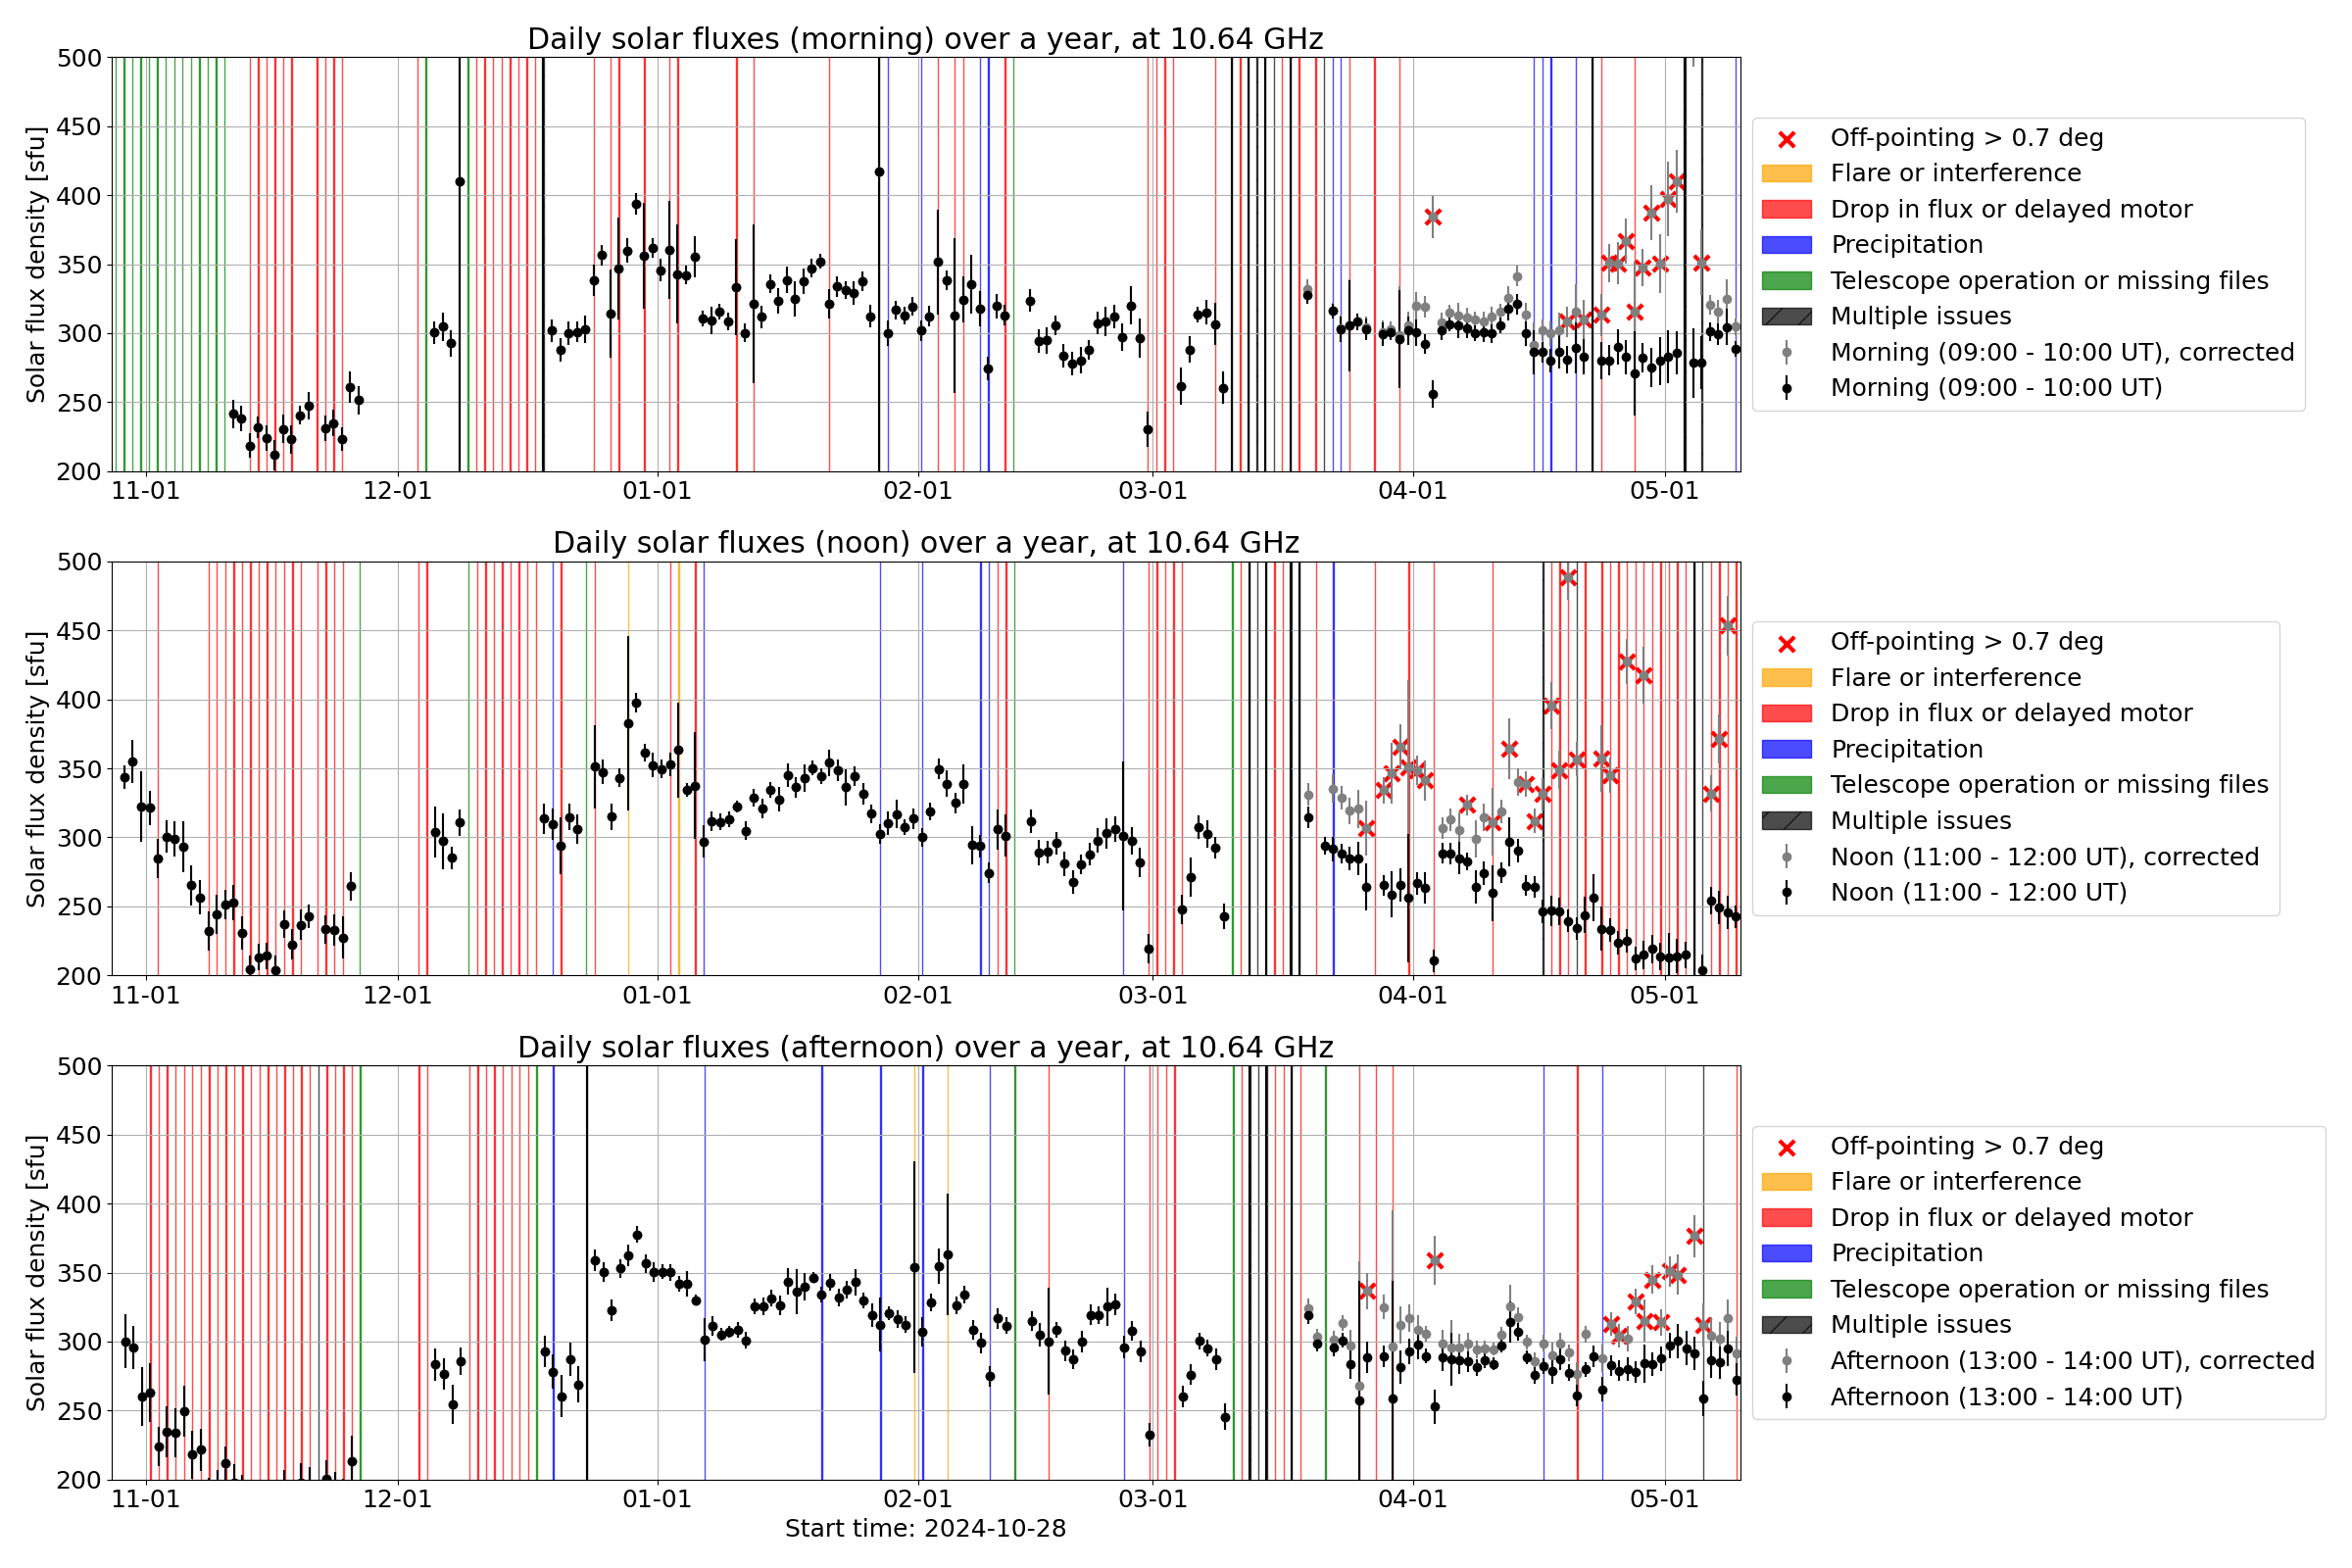 Daily solar fluxes (morning) over a year, at 10.64 GHz
Solar flux density [sfu]
500
450
400
350
300
250
200
11-01
12-01
01-01
02-01
03-01
04-01
05-01
Off-pointing > 0.7 deg
Flare or interference
Drop in flux or delayed motor
Precipitation
Telescope operation or missing files
Multiple issues
Morning (09:00 - 10:00 UT), corrected
Morning (09:00 - 10:00 UT)
Daily solar fluxes (noon) over a year, at 10.64 GHz
Solar flux density [sfu]
500
450
400
350
300
250
200
11-01
12-01
01-01
02-01
03-01
04-01
05-01
Off-pointing > 0.7 deg
Flare or interference
Drop in flux or delayed motor
Precipitation
Telescope operation or missing files
Multiple issues
Noon (11:00 - 12:00 UT), corrected
Noon (11:00 - 12:00 UT)
Daily solar fluxes (afternoon) over a year, at 10.64 GHz
Solar flux density [sfu]
500
450
400
350
300
250
200
11-01
12-01
01-01
02-01
03-01
04-01
05-01
Start time: 2024-10-28
Off-pointing > 0.7 deg
Flare or interference
Drop in flux or delayed motor
Precipitation
Telescope operation or missing files
Multiple issues
Afternoon (13:00 - 14:00 UT), corrected
Afternoon (13:00 - 14:00 UT)